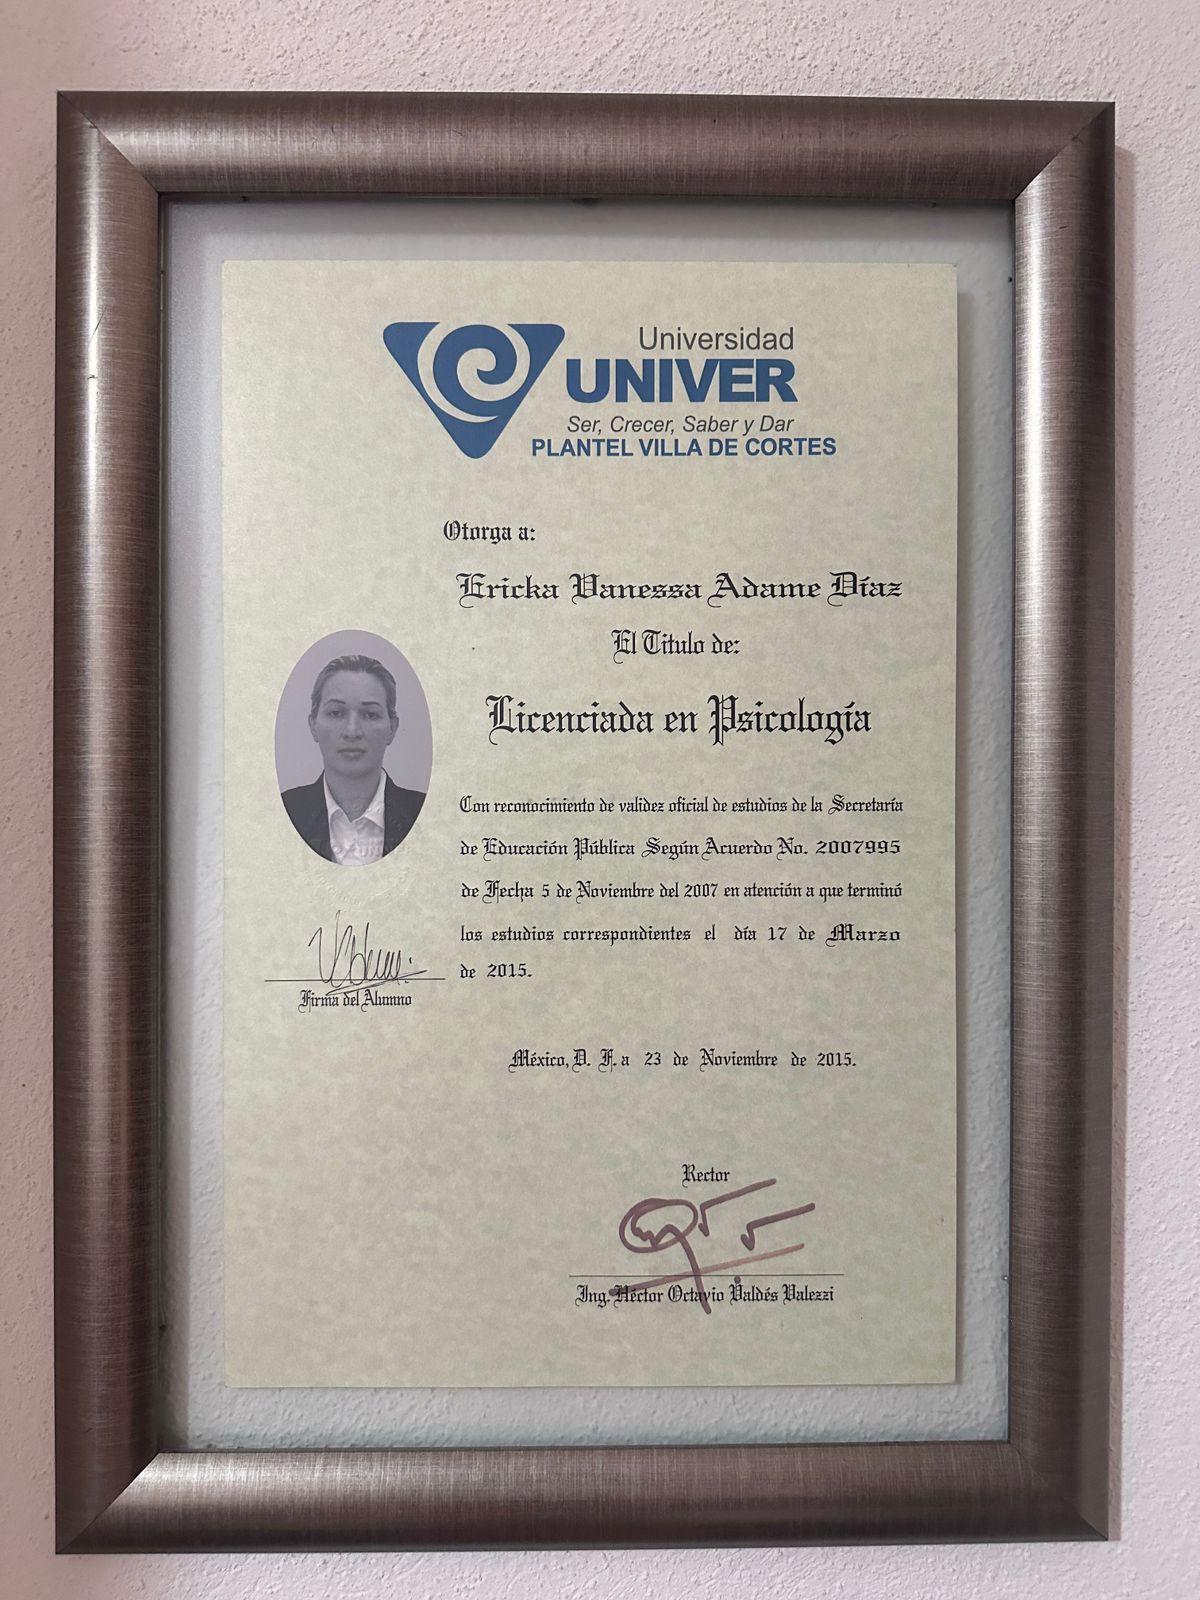 Universidad
UNIVER
Ser, Crecer, Saber y Dar
PLANTEL VILLA DE CORTES
Otorga a:
Ericka Vanessa Adame Díaz
El Titulo de:
Licenciada en Psicología
Con reconocimiento de validez oficial de estudios de la Secretaría
de Educación Pública Según Acuerdo No. 2007995
de Fecha 5 de Noviembre del 2007 en atención a que terminó
los estudios correspondientes el día 17 de Marzo
de 2015.
Firma del Alumno
México, D. F. a 23 de Noviembre de 2015.
Rector
Ing. Héctor Octavio Valdés Valezzi